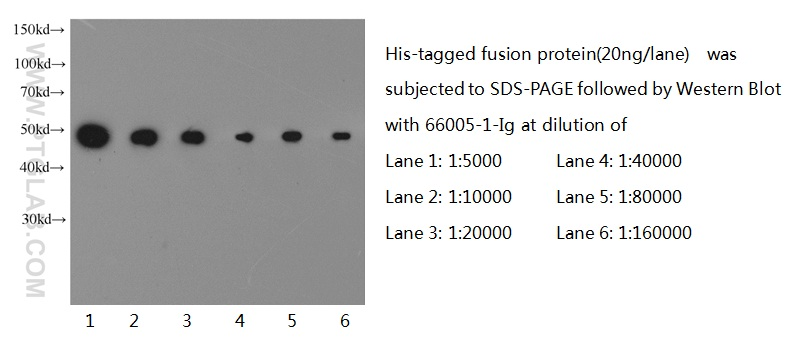 150kd→
100kd→
70kd→
50kd→
40kd→
30kd→
WWW.PTGLAB.COM
1 2 3 4 5 6
His-tagged fusion protein(20ng/lane) was
subjected to SDS-PAGE followed by Western Blot
with 66005-1-Ig at dilution of
Lane 1: 1:5000 Lane 4: 1:40000
Lane 2: 1:10000 Lane 5: 1:80000
Lane 3: 1:20000 Lane 6: 1:160000